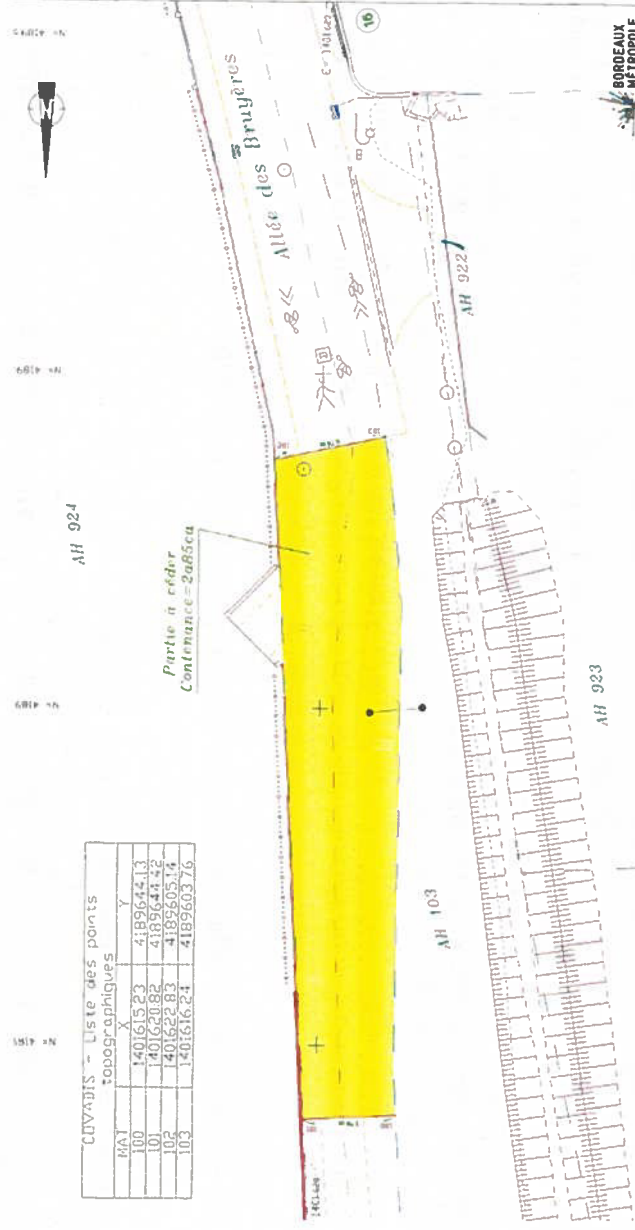 COVADIS - Liste des points
topographiques
MAT X Y
100 1401615.23 4189644.13
101 1401620.82 4189644.42
102 1401622.83 4189605.14
103 1401616.24 4189603.76
AH 924
Partie à céder
Contenance=2a85ca
Allée des Bruyères
AH 922
AH 103
AH 923
16
N
BORDEAUX
MÉTROPOLE